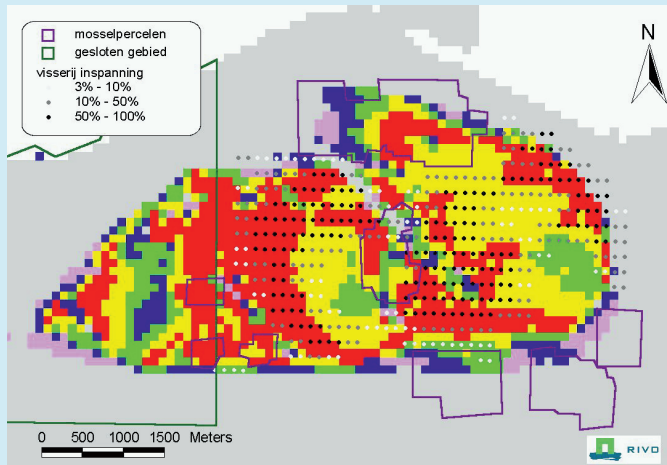 mosselpercelen
gesloten gebied
visserij inspanning
3% - 10%
10% - 50%
50% - 100%
N
0 500 1000 1500 Meters
RIVO